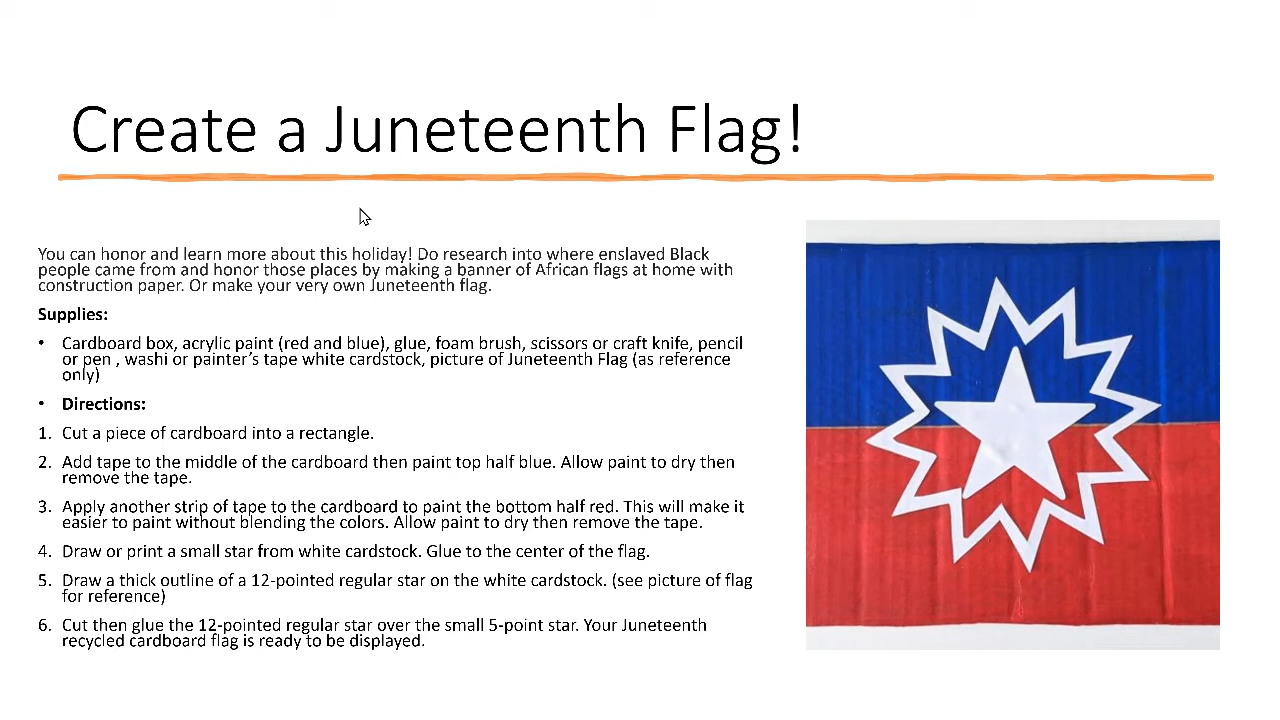 Create a Juneteenth Flag!
You can honor and learn more about this holiday! Do research into where enslaved Black
people came from and honor those places by making a banner of African flags at home with
construction paper. Or make your very own Juneteenth flag.
Supplies:
• Cardboard box, acrylic paint (red and blue), glue, foam brush, scissors or craft knife, pencil
or pen , washi or painter's tape white cardstock, picture of Juneteenth Flag (as reference
only)
• Directions:
1. Cut a piece of cardboard into a rectangle.
2. Add tape to the middle of the cardboard then paint top half blue. Allow paint to dry then
remove the tape.
3. Apply another strip of tape to the cardboard to paint the bottom half red. This will make it
easier to paint without blending the colors. Allow paint to dry then remove the tape.
4. Draw or print a small star from white cardstock. Glue to the center of the flag.
5. Draw a thick outline of a 12-pointed regular star on the white cardstock. (see picture of flag
for reference)
6. Cut then glue the 12-pointed regular star over the small 5-point star. Your Juneteenth
recycled cardboard flag is ready to be displayed.